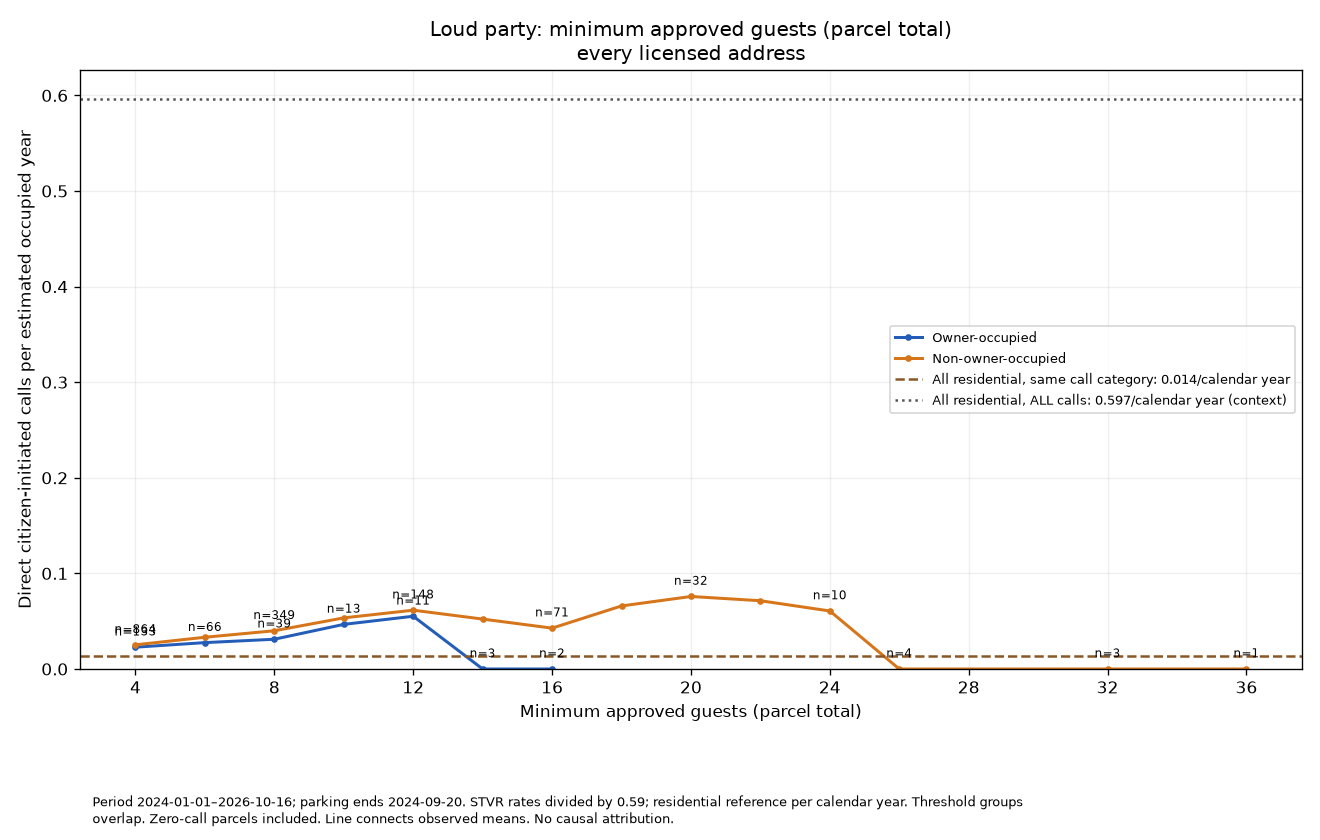 Loud party: minimum approved guests (parcel total)
every licensed address
Direct citizen-initiated calls per estimated occupied year
0.6
0.5
0.4
0.3
0.2
0.1
0.0
Owner-occupied
Non-owner-occupied
All residential, same call category: 0.014/calendar year
All residential, ALL calls: 0.597/calendar year (context)
n=864
n=66
n=349
n=39
n=13
n=148
n=11
n=3
n=71
n=2
n=32
n=10
n=4
n=3
n=1
4 8 12 16 20 24 28 32 36
Minimum approved guests (parcel total)
Period 2024-01-01–2026-10-16; parking ends 2024-09-20. STVR rates divided by 0.59; residential reference per calendar year. Threshold groups
overlap. Zero-call parcels included. Line connects observed means. No causal attribution.